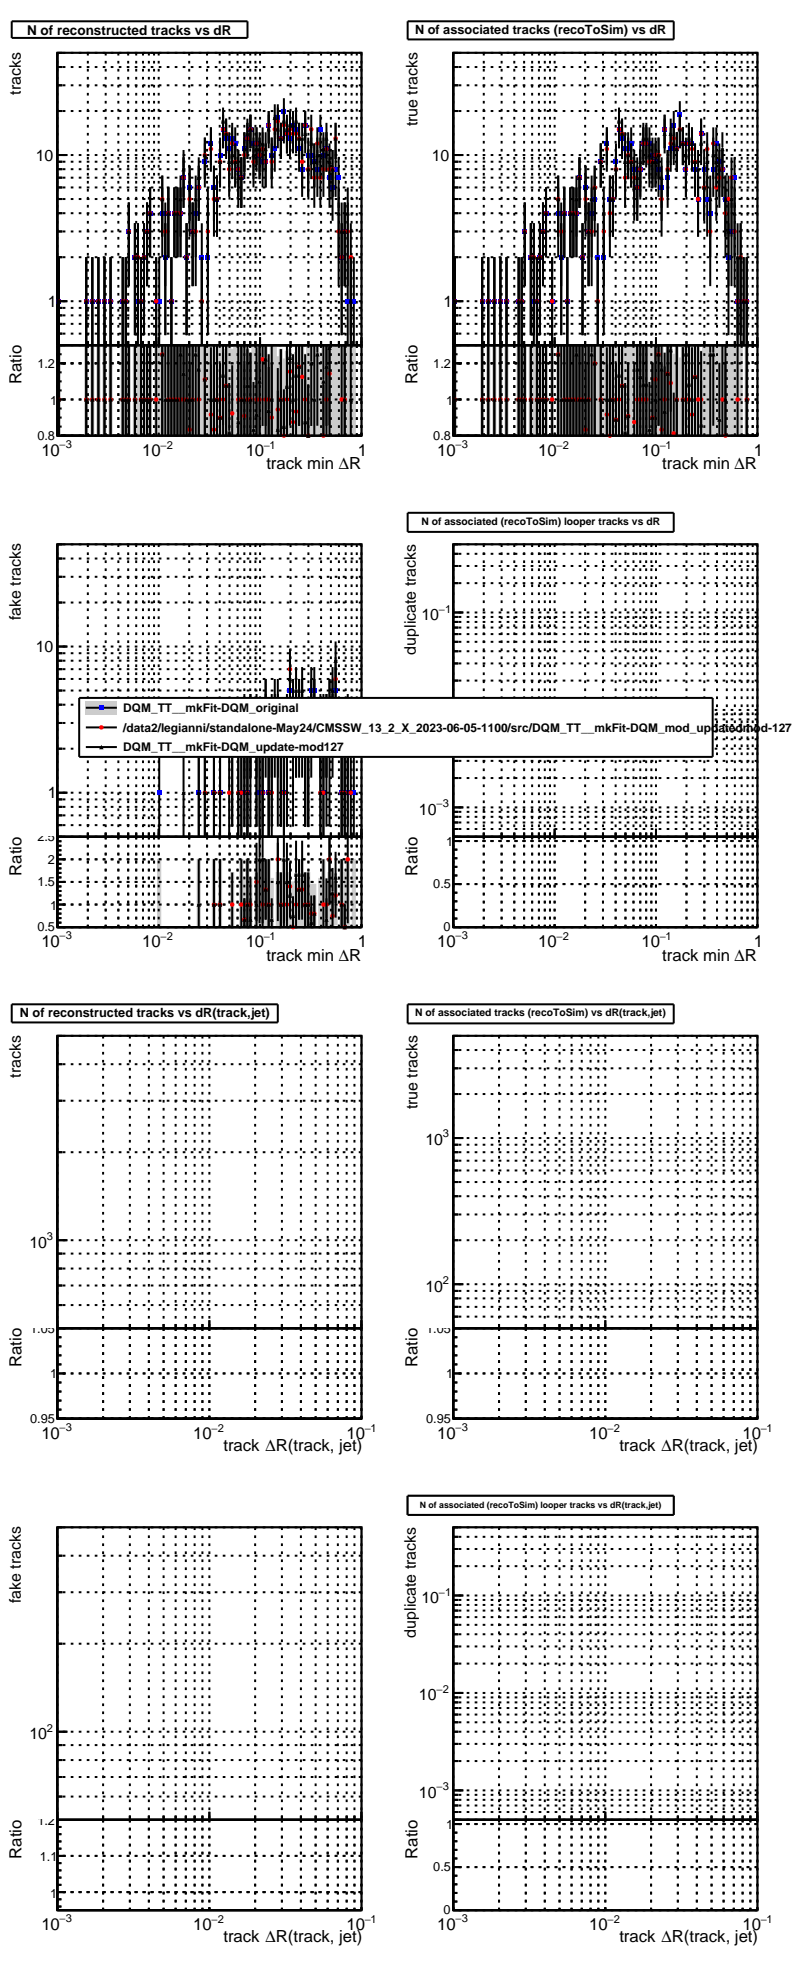 N of reconstructed tracks vs dR
tracks
10
1
Ratio
1.2
1
0.8
10⁻³ 10⁻² 10⁻¹ 1
track min ΔR
N of associated tracks (recoToSim) vs dR
true tracks
10
1
Ratio
1.2
1
0.8
10⁻³ 10⁻² 10⁻¹ 1
track min ΔR
fake tracks
10
1
Ratio
2.5
2
1.5
1
0.5
10⁻³ 10⁻² 10⁻¹ 1
track min ΔR
N of associated (recoToSim) looper tracks vs dR
duplicate tracks
10⁻¹
10⁻³
Ratio
1
0.5
0
10⁻³ 10⁻² 10⁻¹ 1
track min ΔR
DQM_TT__mkFit-DQM_original
/data2/legianni/standalone-May24/CMSSW_13_2_X_2023-06-05-1100/src/DQM_TT__mkFit-DQM_mod_updatedmod-127
DQM_TT__mkFit-DQM_update-mod127
N of reconstructed tracks vs dR(track,jet)
tracks
10³
Ratio
1.05
1
0.95
10⁻³ 10⁻² 10⁻¹
track ΔR(track, jet)
N of associated tracks (recoToSim) vs dR(track,jet)
true tracks
10³
10²
Ratio
1.05
1
0.95
10⁻³ 10⁻² 10⁻¹
track ΔR(track, jet)
fake tracks
10²
Ratio
1.2
1.1
1
10⁻³ 10⁻² 10⁻¹
track ΔR(track, jet)
N of associated (recoToSim) looper tracks vs dR(track,jet)
duplicate tracks
10⁻¹
10⁻²
10⁻³
Ratio
1
0.5
0
10⁻³ 10⁻² 10⁻¹
track ΔR(track, jet)